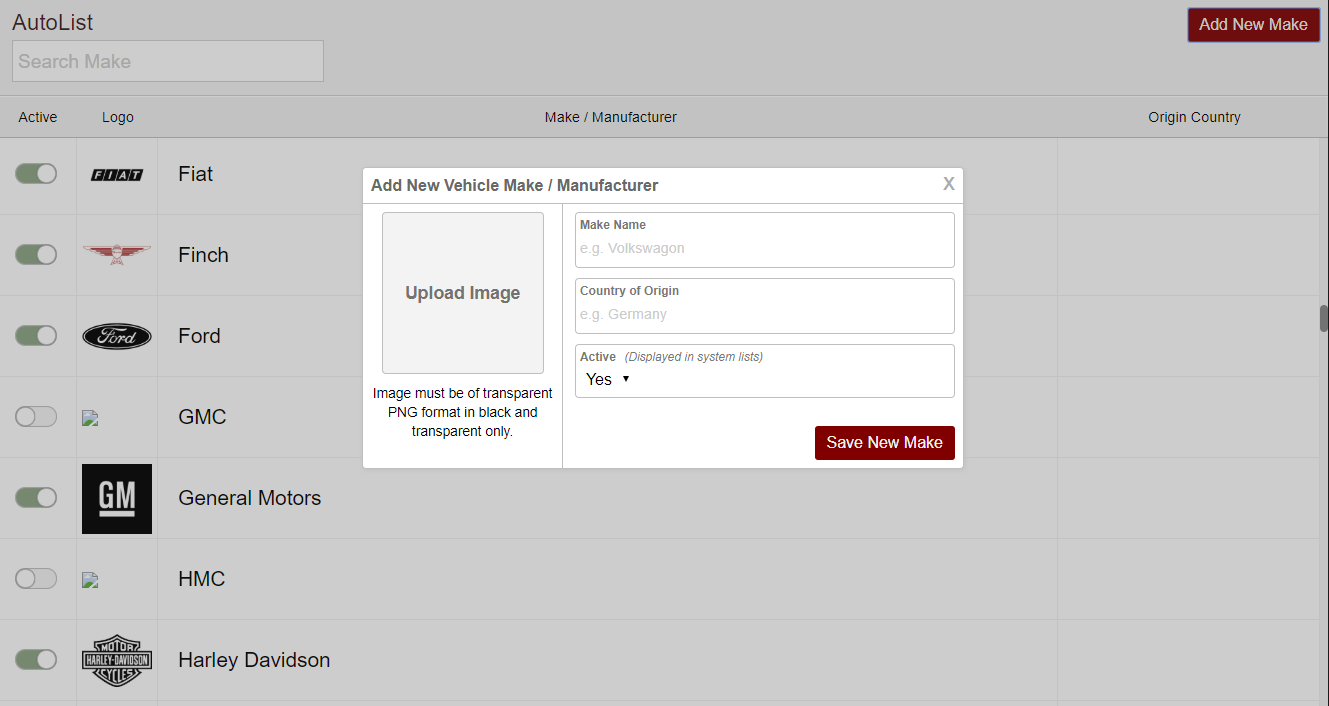 AutoList
Add New Make
Search Make
Active Logo Make / Manufacturer Origin Country
FIAT Fiat
Finch
Ford Ford
GMC
GM General Motors
HMC
MOTOR
HARLEY-DAVIDSON
CYCLES
Harley Davidson
Add New Vehicle Make / Manufacturer X
Upload Image
Image must be of transparent
PNG format in black and
transparent only.
Make Name
e.g. Volkswagon
Country of Origin
e.g. Germany
Active (Displayed in system lists)
Yes ▼
Save New Make